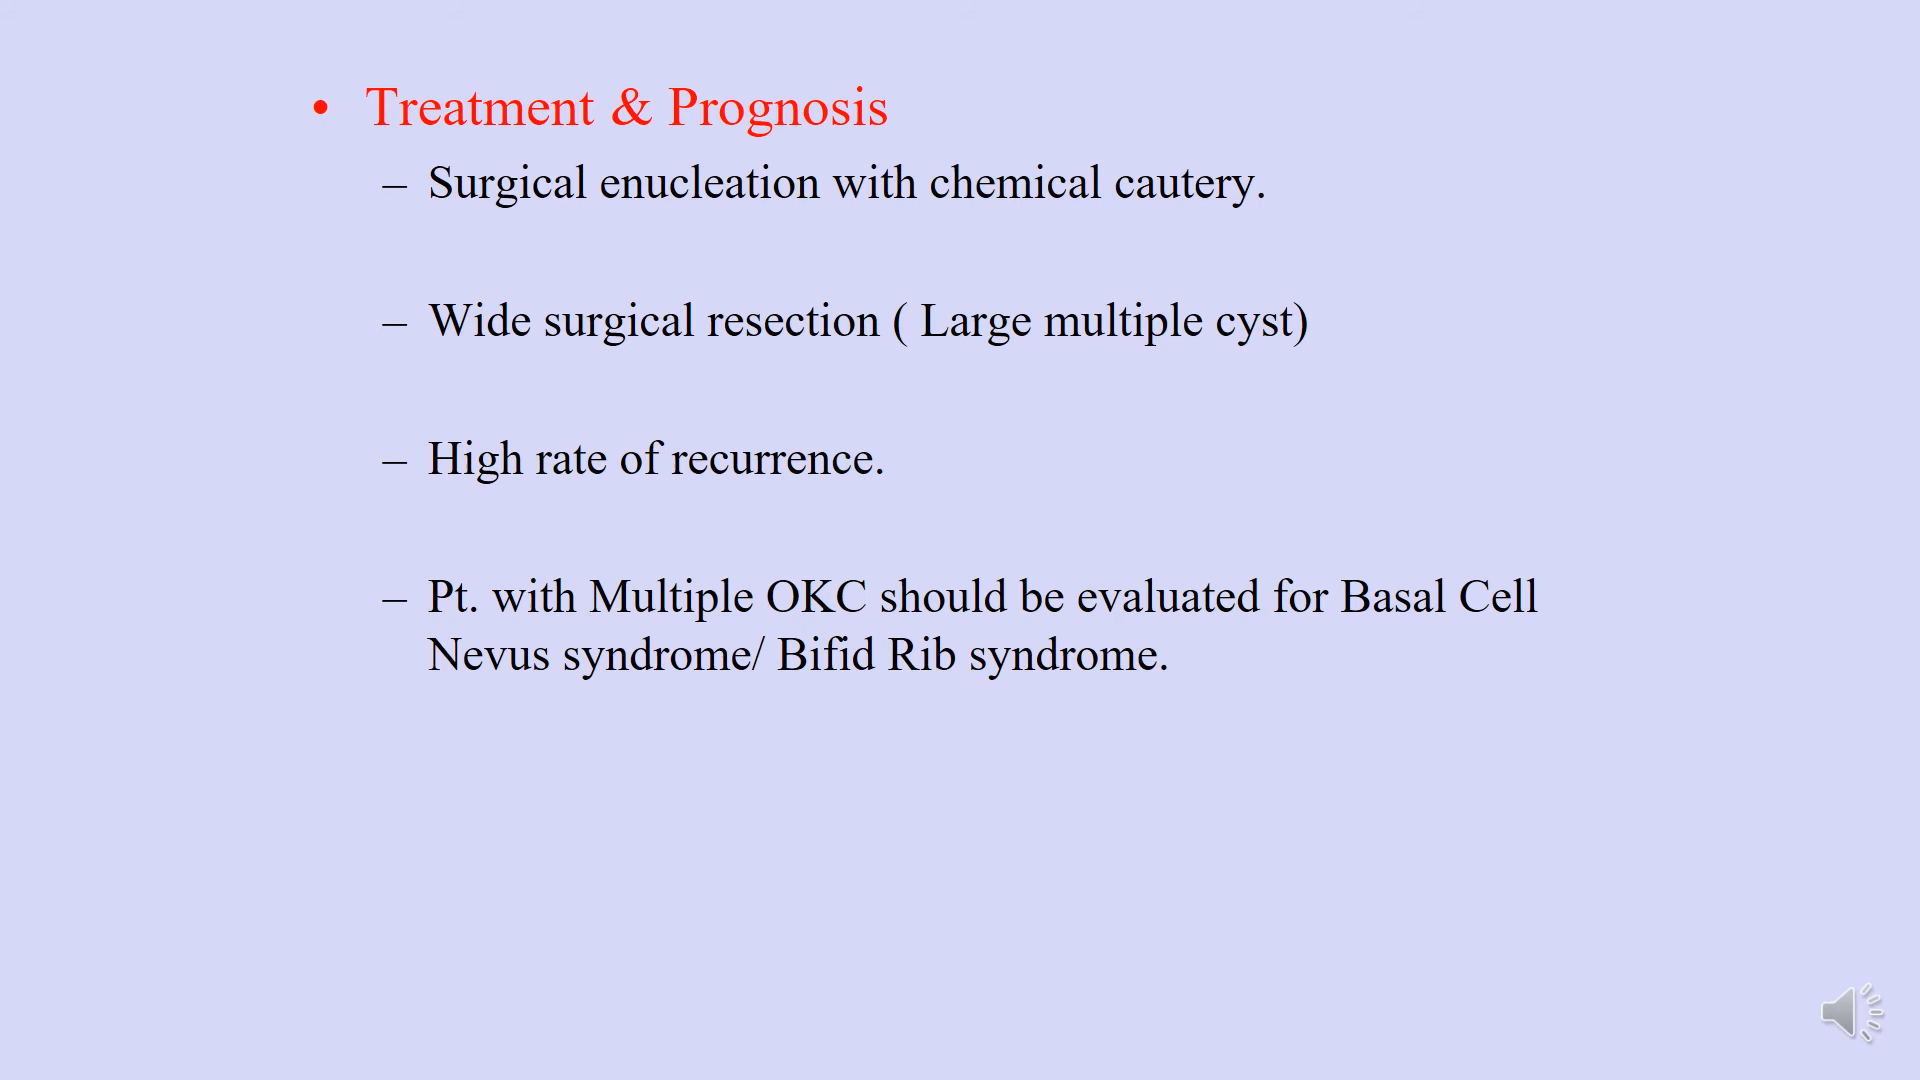 • Treatment & Prognosis
– Surgical enucleation with chemical cautery.
– Wide surgical resection ( Large multiple cyst)
– High rate of recurrence.
– Pt. with Multiple OKC should be evaluated for Basal Cell
Nevus syndrome/ Bifid Rib syndrome.